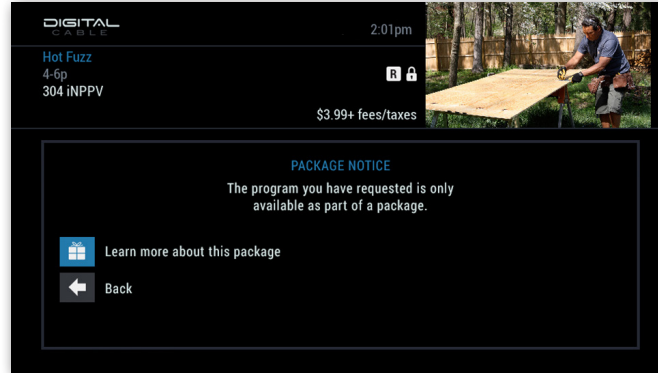 DIGITAL
CABLE
2:01pm
Hot Fuzz
4-6p
R
304 iNPPV
$3.99+ fees/taxes
PACKAGE NOTICE
The program you have requested is only
available as part of a package.
Learn more about this package
Back